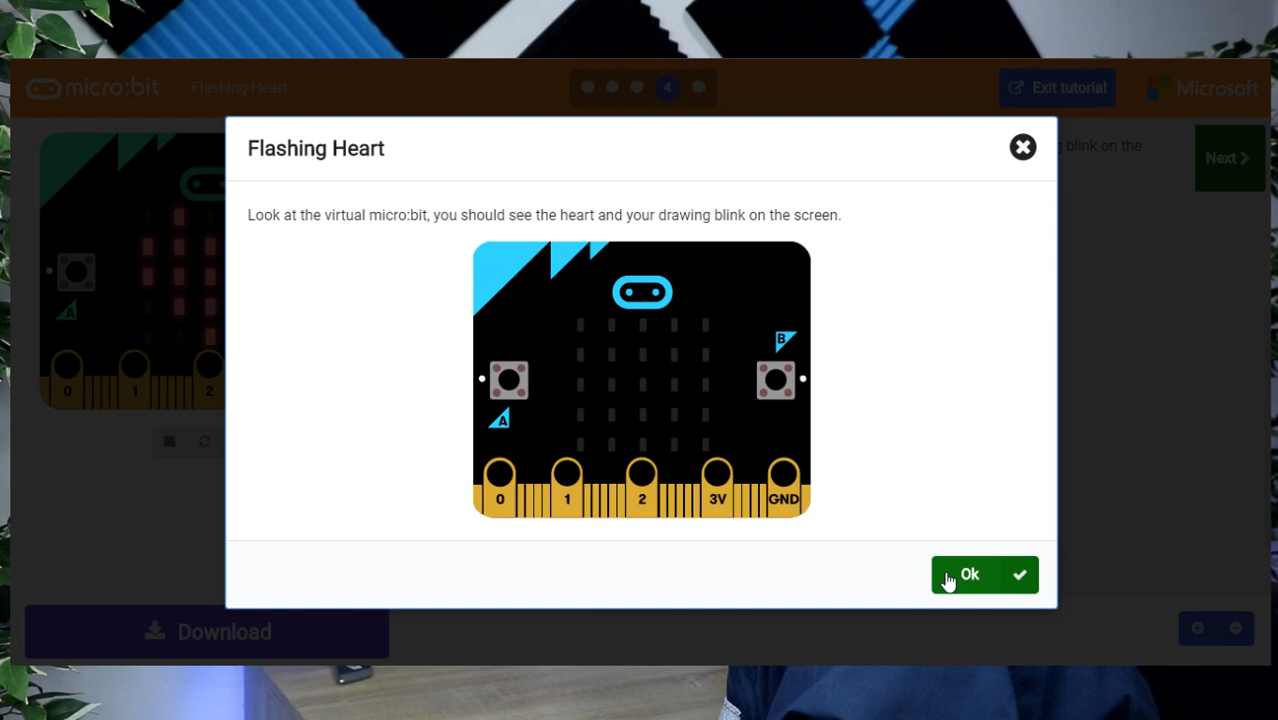 micro:bit Flashing Heart 4 Exit tutorial Microsoft
Flashing Heart
blink on the
Next
Look at the virtual micro:bit, you should see the heart and your drawing blink on the screen.
B
A
0 1 2 3V GND
A
0 1 2
Ok
Download